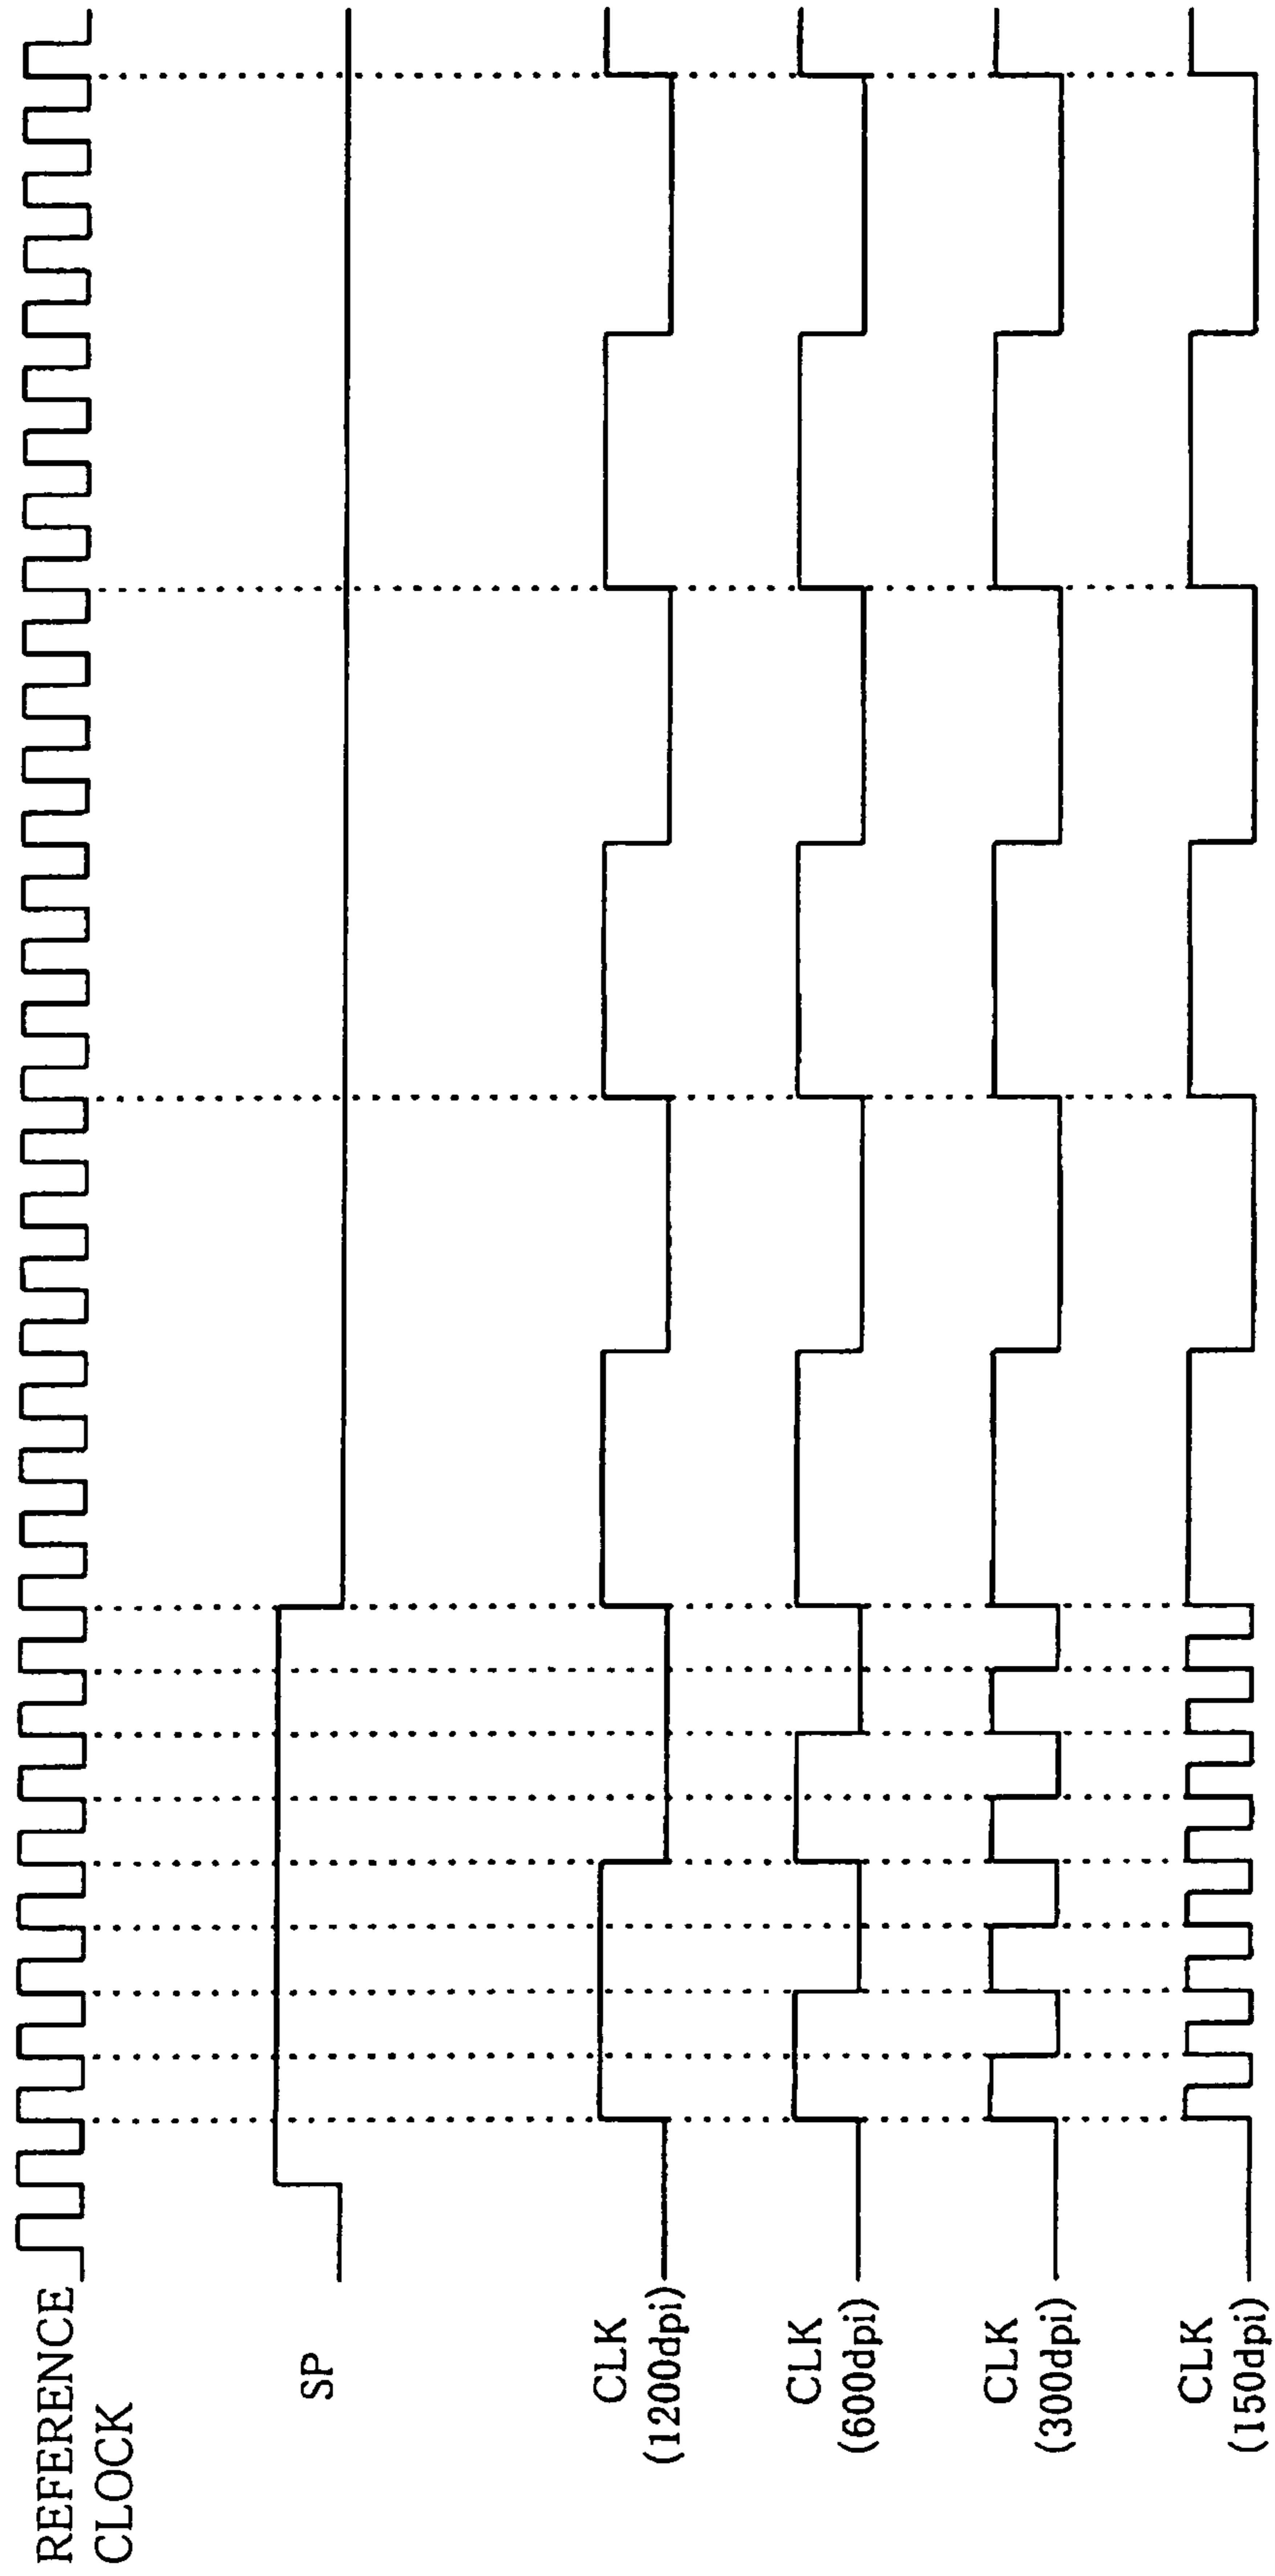 REFERENCE
CLOCK
SP
CLK
(1200dpi)
CLK
(600dpi)
CLK
(300dpi)
CLK
(150dpi)